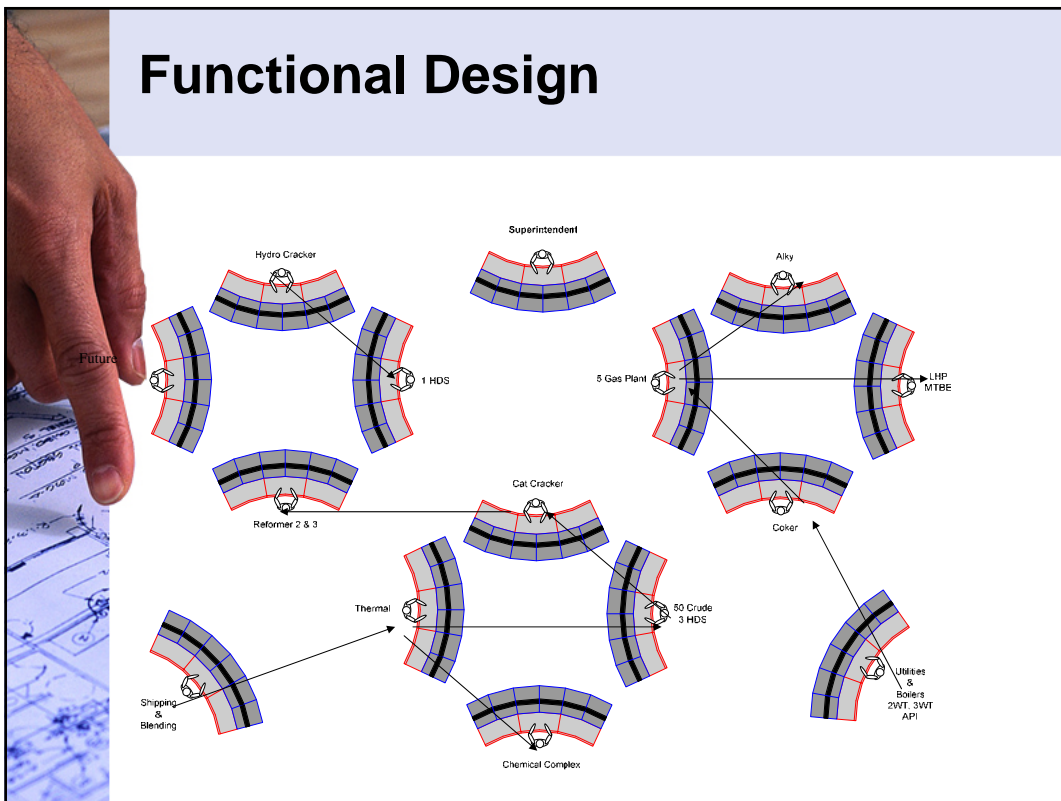 Functional Design
Superintendent
Hydro Cracker
Alky
Future
1 HDS
5 Gas Plant
LHP
MTBE
Cat Cracker
Reformer 2 & 3
Coker
Thermal
50 Crude
3 HDS
Shipping
&
Blending
Utilities
&
Boilers
2WT, 3WT
API
Chemical Complex